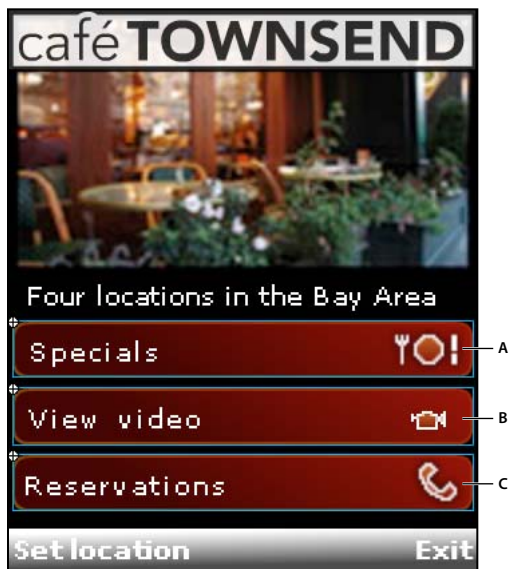 café TOWNSEND
Four locations in the Bay Area
Specials A
View video B
Reservations C
Set location Exit